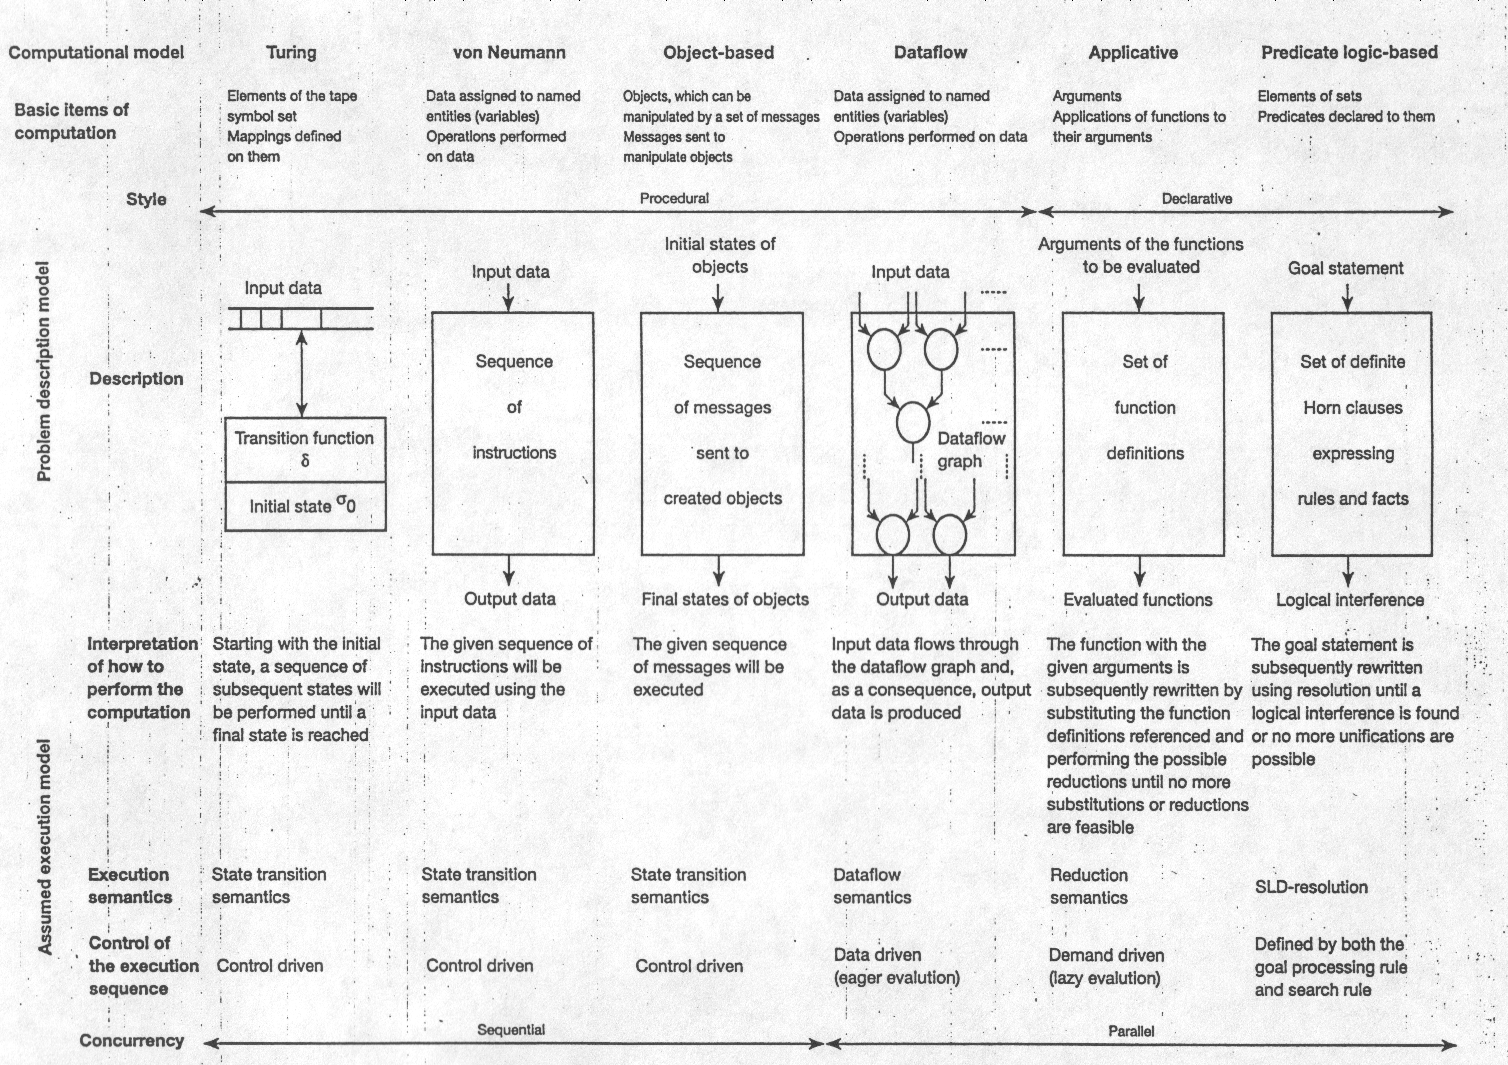 Computational model
Turing
von Neumann
Object-based
Dataflow
Applicative
Predicate logic-based
Basic items of
computation
Elements of the tape
symbol set
Mappings defined
on them
Data assigned to named
entities (variables)
Operations performed
on data
Objects, which can be
manipulated by a set of messages
Messages sent to
manipulate objects
Data assigned to named
entities (variables)
Operations performed on data
Arguments
Applications of functions to
their arguments
Elements of sets
Predicates declared to them
Style
Procedural
Declarative
Problem description model
Description
Input data
Transition function
δ
Initial state σ0
Input data
Sequence
of
instructions
Output data
Initial states of
objects
Sequence
of messages
sent to
created objects
Final states of objects
Input data
Dataflow
graph
Output data
Arguments of the functions
to be evaluated
Set of
function
definitions
Evaluated functions
Goal statement
Set of definite
Horn clauses
expressing
rules and facts
Logical interference
Assumed execution model
Interpretation
of how to
perform the
computation
Starting with the initial
state, a sequence of
subsequent states will
be performed until a
final state is reached
The given sequence of
instructions will be
executed using the
input data
The given sequence
of messages will be
executed
Input data flows through
the dataflow graph and,
as a consequence, output
data is produced
The function with the
given arguments is
subsequently rewritten by
substituting the function
definitions referenced and
performing the possible
reductions until no more
substitutions or reductions
are feasible
The goal statement is
subsequently rewritten
using resolution until a
logical interference is found
or no more unifications are
possible
Execution
semantics
State transition
semantics
State transition
semantics
State transition
semantics
Dataflow
semantics
Reduction
semantics
SLD-resolution
Control of
the execution
sequence
Control driven
Control driven
Control driven
Data driven
(eager evalution)
Demand driven
(lazy evalution)
Defined by both the
goal processing rule
and search rule
Concurrency
Sequential
Parallel